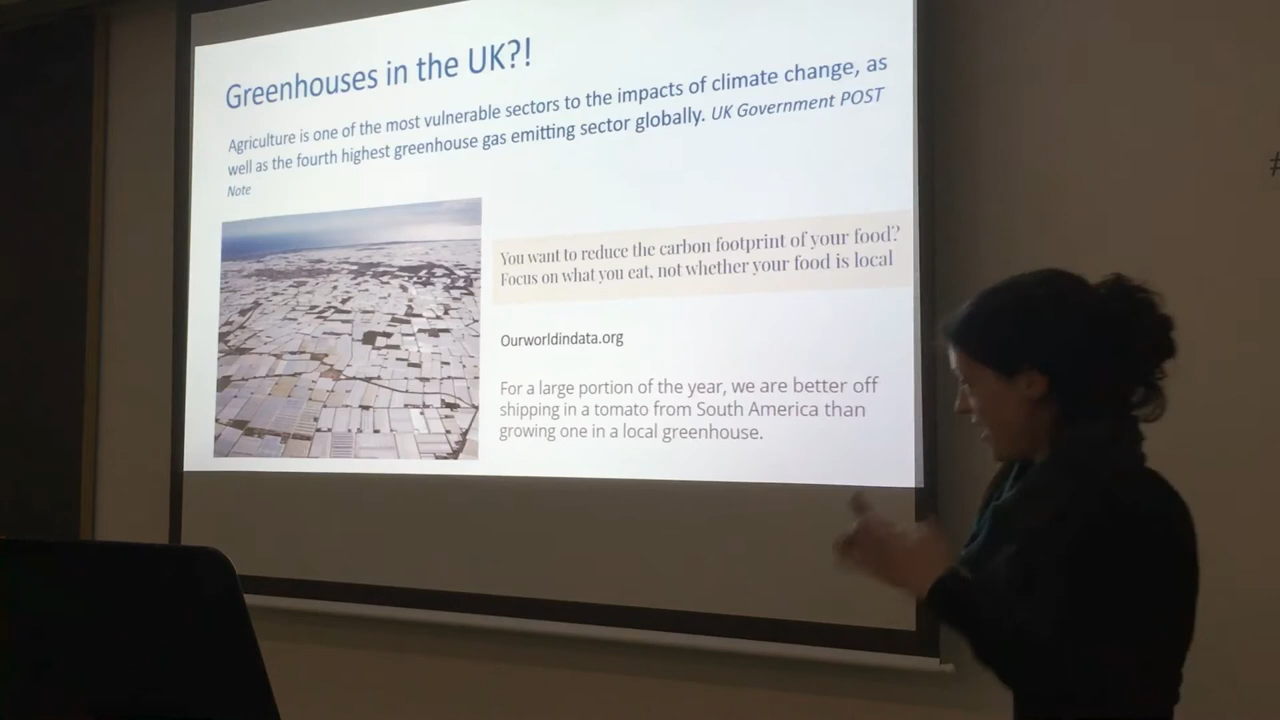 Greenhouses in the UK?!
Agriculture is one of the most vulnerable sectors to the impacts of climate change, as
well as the fourth highest greenhouse gas emitting sector globally. UK Government POST
Note
You want to reduce the carbon footprint of your food?
Focus on what you eat, not whether your food is local
Ourworldindata.org
For a large portion of the year, we are better off
shipping in a tomato from South America than
growing one in a local greenhouse.
#